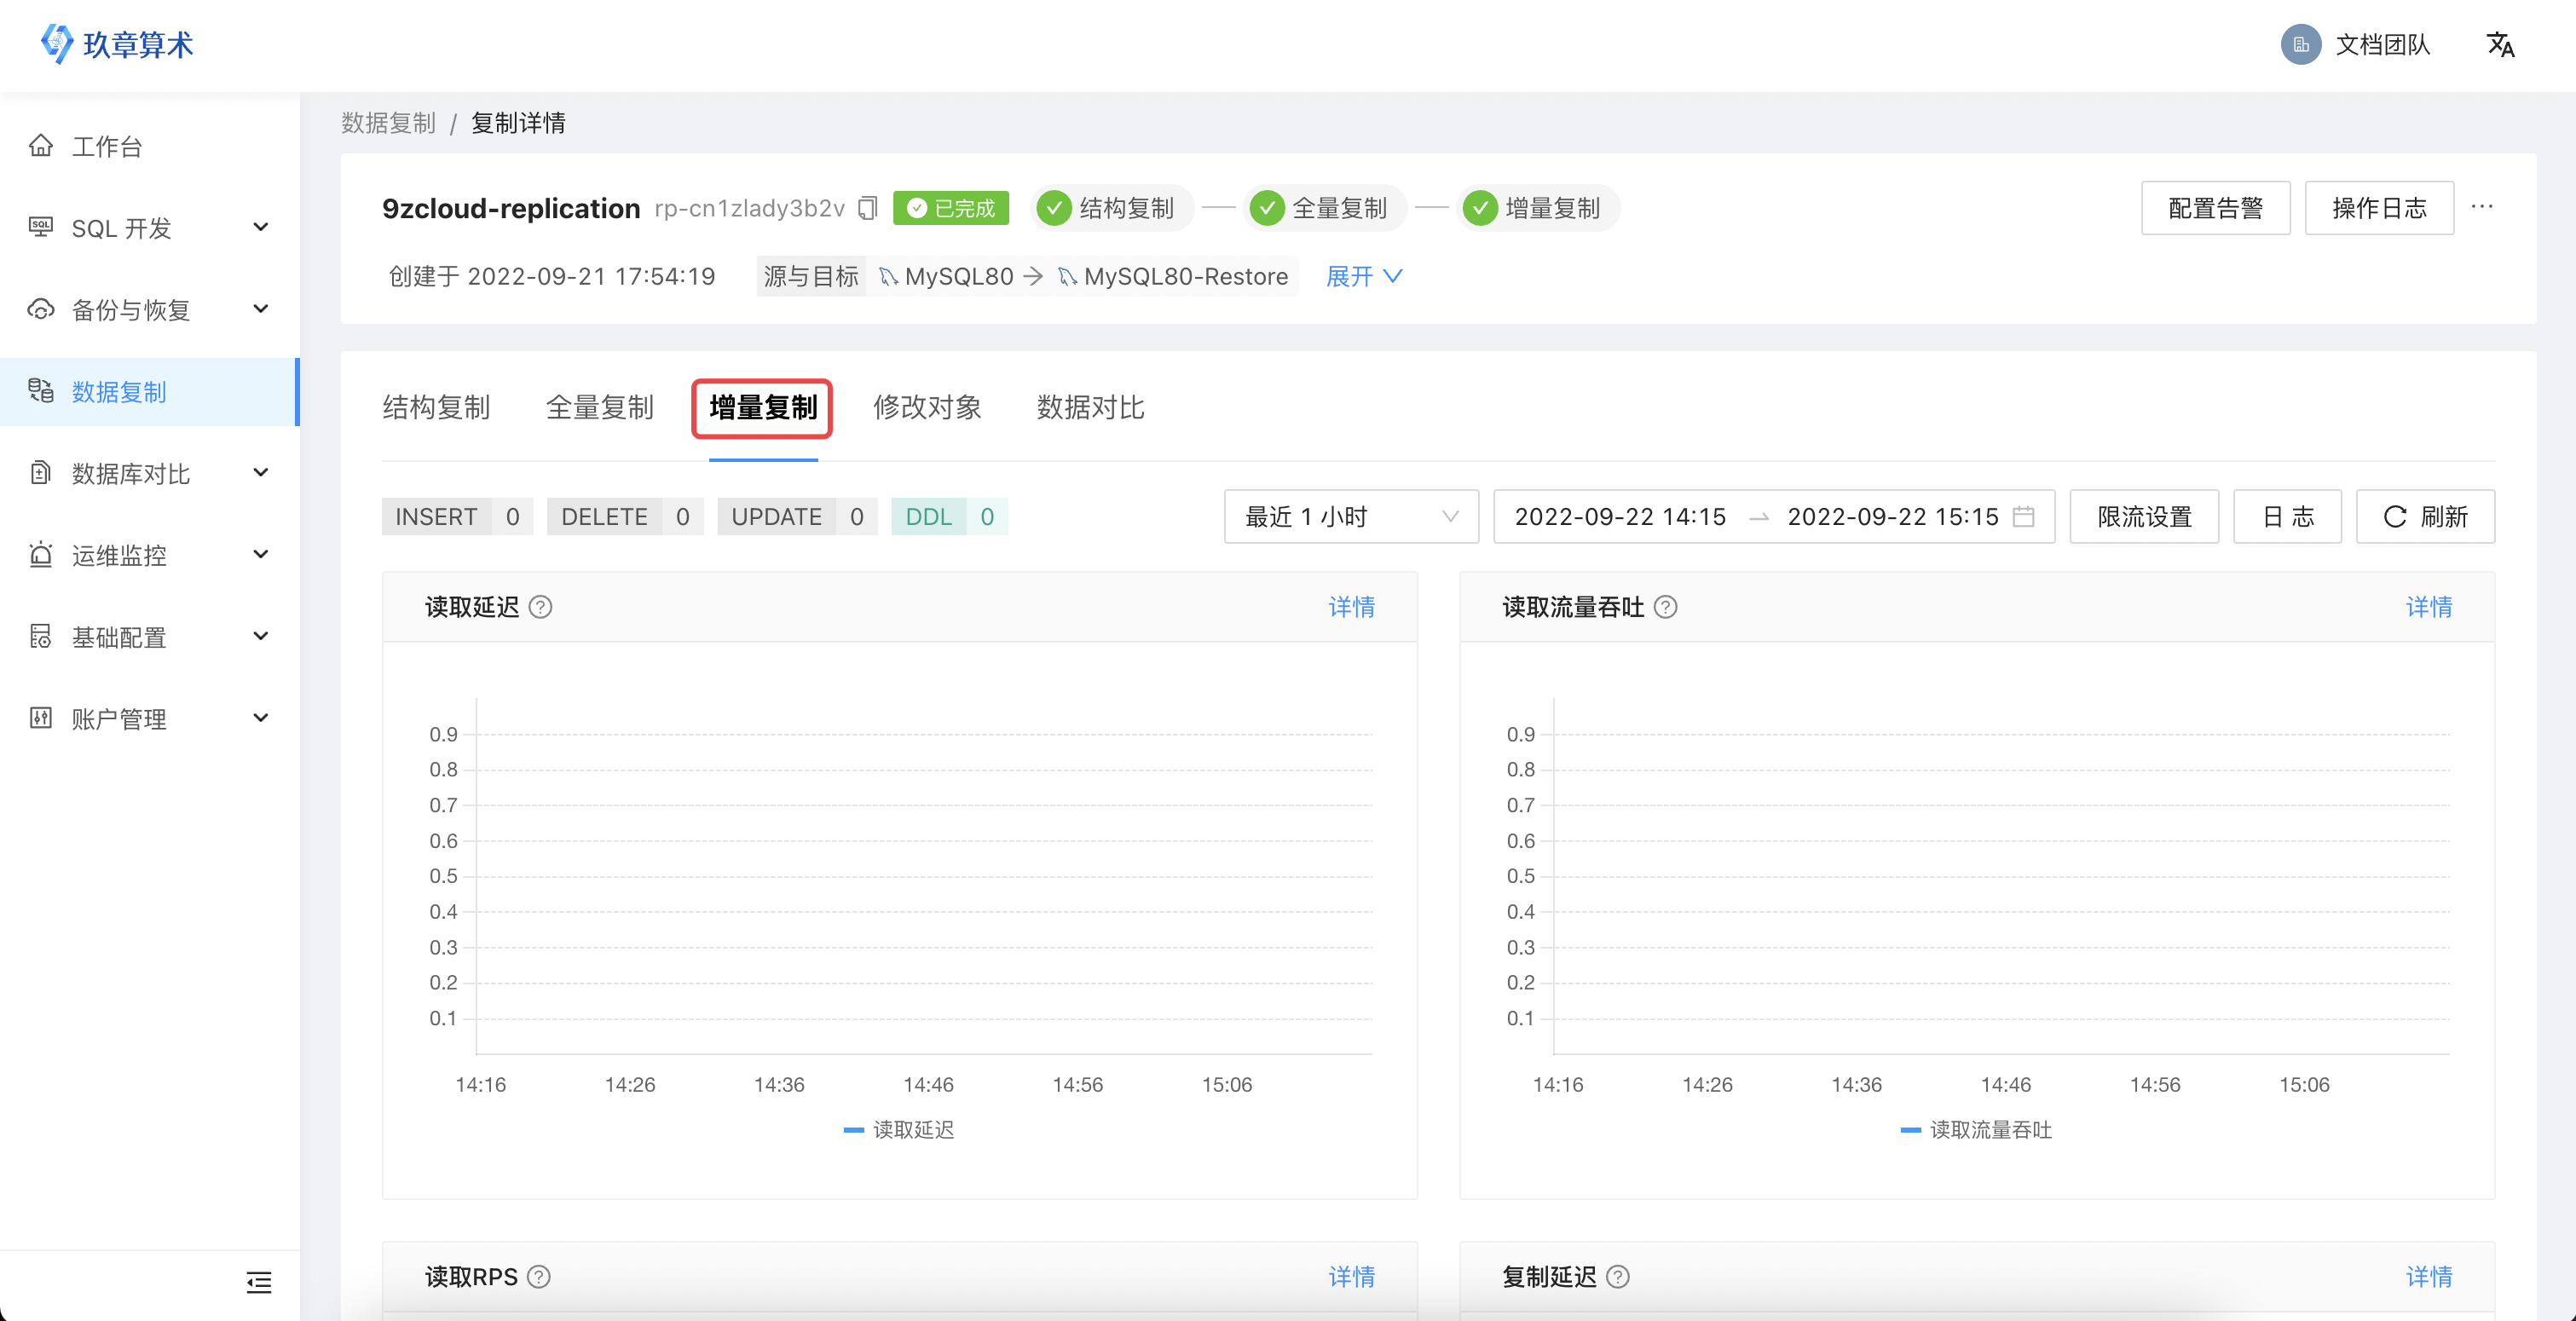 玖章算术
文档团队
工作台
SQL 开发
备份与恢复
数据复制
数据库对比
运维监控
基础配置
账户管理
数据复制 / 复制详情
9zcloud-replication rp-cn1zlady3b2v 已完成 结构复制 全量复制 增量复制
配置告警 操作日志 ...
创建于 2022-09-21 17:54:19 源与目标 MySQL80 → MySQL80-Restore 展开
结构复制 全量复制 增量复制 修改对象 数据对比
INSERT 0 DELETE 0 UPDATE 0 DDL 0
最近 1 小时 2022-09-22 14:15 → 2022-09-22 15:15 限流设置 日 志 刷新
读取延迟 ? 详情
0.9
0.8
0.7
0.6
0.5
0.4
0.3
0.2
0.1
14:16 14:26 14:36 14:46 14:56 15:06
读取延迟
读取流量吞吐 ? 详情
0.9
0.8
0.7
0.6
0.5
0.4
0.3
0.2
0.1
14:16 14:26 14:36 14:46 14:56 15:06
读取流量吞吐
读取RPS ? 详情
复制延迟 ? 详情